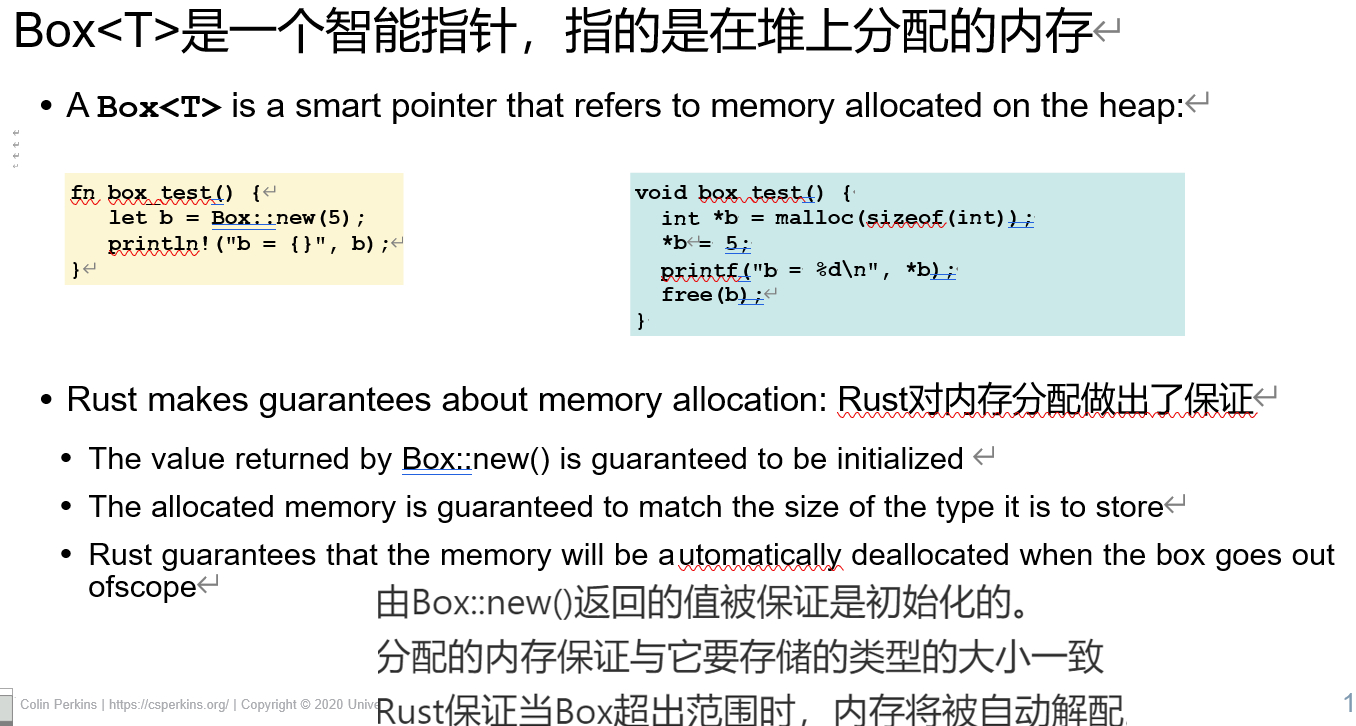 Box<T>是一个智能指针，指的是在堆上分配的内存
• A Box<T> is a smart pointer that refers to memory allocated on the heap:
fn box_test() {
let b = Box::new(5);
println!("b = {}", b);
}
void box_test() {
int *b = malloc(sizeof(int));
*b = 5;
printf("b = %d\n", *b);
free(b);
}
• Rust makes guarantees about memory allocation: Rust对内存分配做出了保证
• The value returned by Box::new() is guaranteed to be initialized
• The allocated memory is guaranteed to match the size of the type it is to store
• Rust guarantees that the memory will be automatically deallocated when the box goes out
ofscope
由Box::new()返回的值被保证是初始化的。
分配的内存保证与它要存储的类型的大小一致
Rust保证当Box超出范围时，内存将被自动解配
Colin Perkins | https://csperkins.org/ | Copyright © 2020 Unive
1